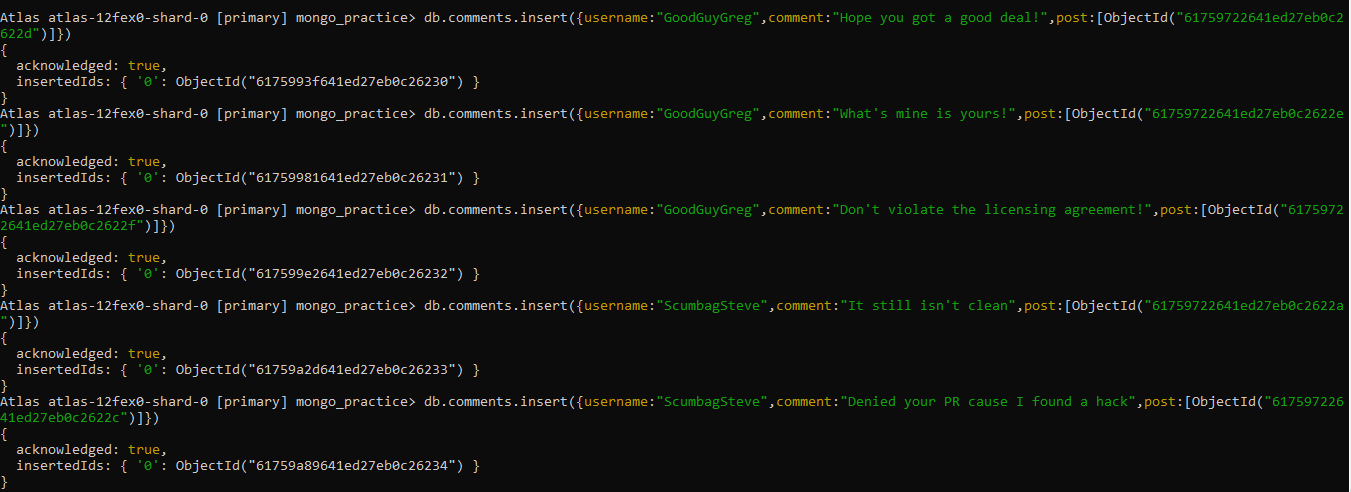 Atlas atlas-12fex0-shard-0 [primary] mongo_practice> db.comments.insert({username:"GoodGuyGreg",comment:"Hope you got a good deal!",post:[ObjectId("61759722641ed27eb0c2
622d")]})
{
  acknowledged: true,
  insertedIds: { '0': ObjectId("6175993f641ed27eb0c26230") }
}
Atlas atlas-12fex0-shard-0 [primary] mongo_practice> db.comments.insert({username:"GoodGuyGreg",comment:"What's mine is yours!",post:[ObjectId("61759722641ed27eb0c2622e
")]})
{
  acknowledged: true,
  insertedIds: { '0': ObjectId("61759981641ed27eb0c26231") }
}
Atlas atlas-12fex0-shard-0 [primary] mongo_practice> db.comments.insert({username:"GoodGuyGreg",comment:"Don't violate the licensing agreement!",post:[ObjectId("6175972
2641ed27eb0c2622f")]})
{
  acknowledged: true,
  insertedIds: { '0': ObjectId("617599e2641ed27eb0c26232") }
}
Atlas atlas-12fex0-shard-0 [primary] mongo_practice> db.comments.insert({username:"ScumbagSteve",comment:"It still isn't clean",post:[ObjectId("61759722641ed27eb0c2622a
")]})
{
  acknowledged: true,
  insertedIds: { '0': ObjectId("61759a2d641ed27eb0c26233") }
}
Atlas atlas-12fex0-shard-0 [primary] mongo_practice> db.comments.insert({username:"ScumbagSteve",comment:"Denied your PR cause I found a hack",post:[ObjectId("617597226
41ed27eb0c2622c")]})
{
  acknowledged: true,
  insertedIds: { '0': ObjectId("61759a89641ed27eb0c26234") }
}